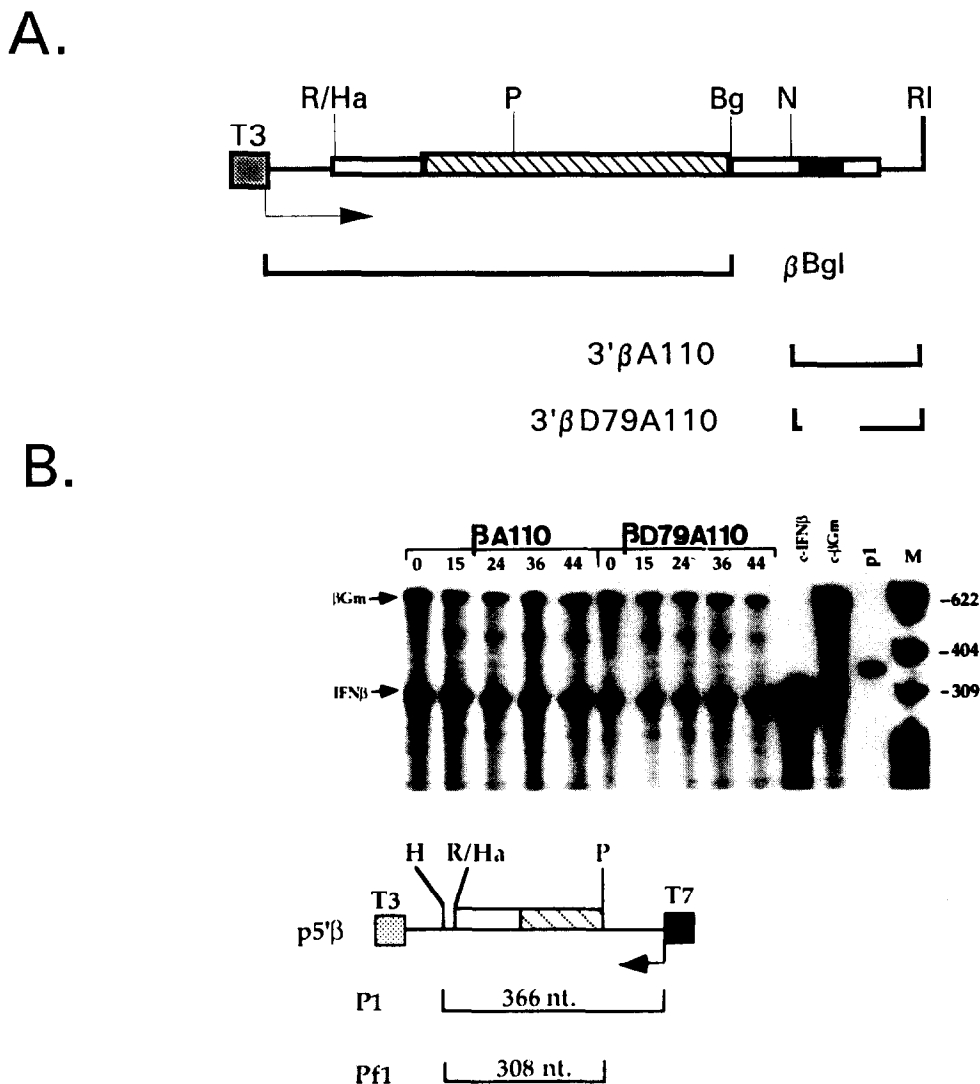 A.
R/Ha P Bg N RI
T3
βBgl
3'βA110
3'βD79A110
B.
βA110 βD79A110 c-IFNβ c-βGm p1 M
0 15 24 36 44 0 15 24 36 44
βGm -622
-404
IFNβ -309
H R/Ha P
T3 T7
p5'β
P1 366 nt.
Pf1 308 nt.